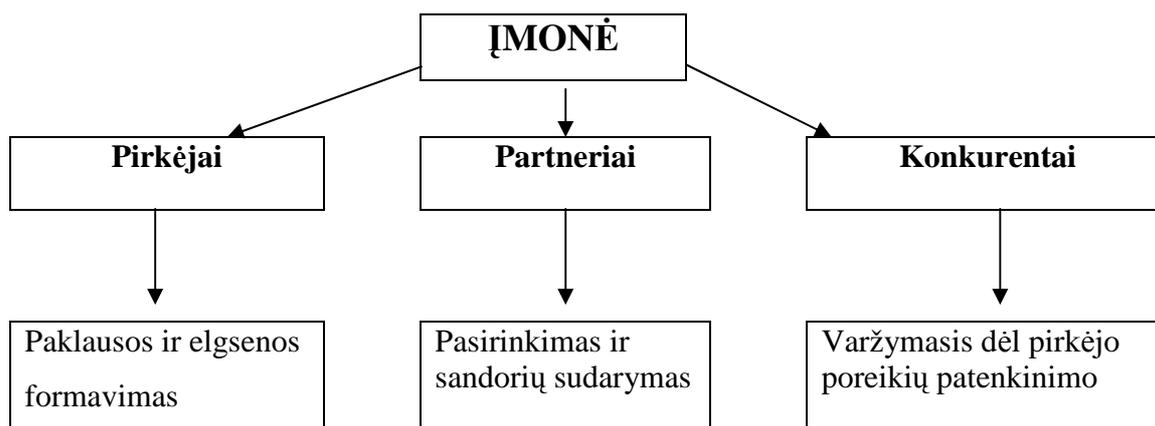 ĮMONĖ
Pirkėjai
Partneriai
Konkurentai
Paklausos ir elgsenos
formavimas
Pasirinkimas ir
sandorių sudarymas
Varžymasis dėl pirkėjo
poreikių patenkinimo